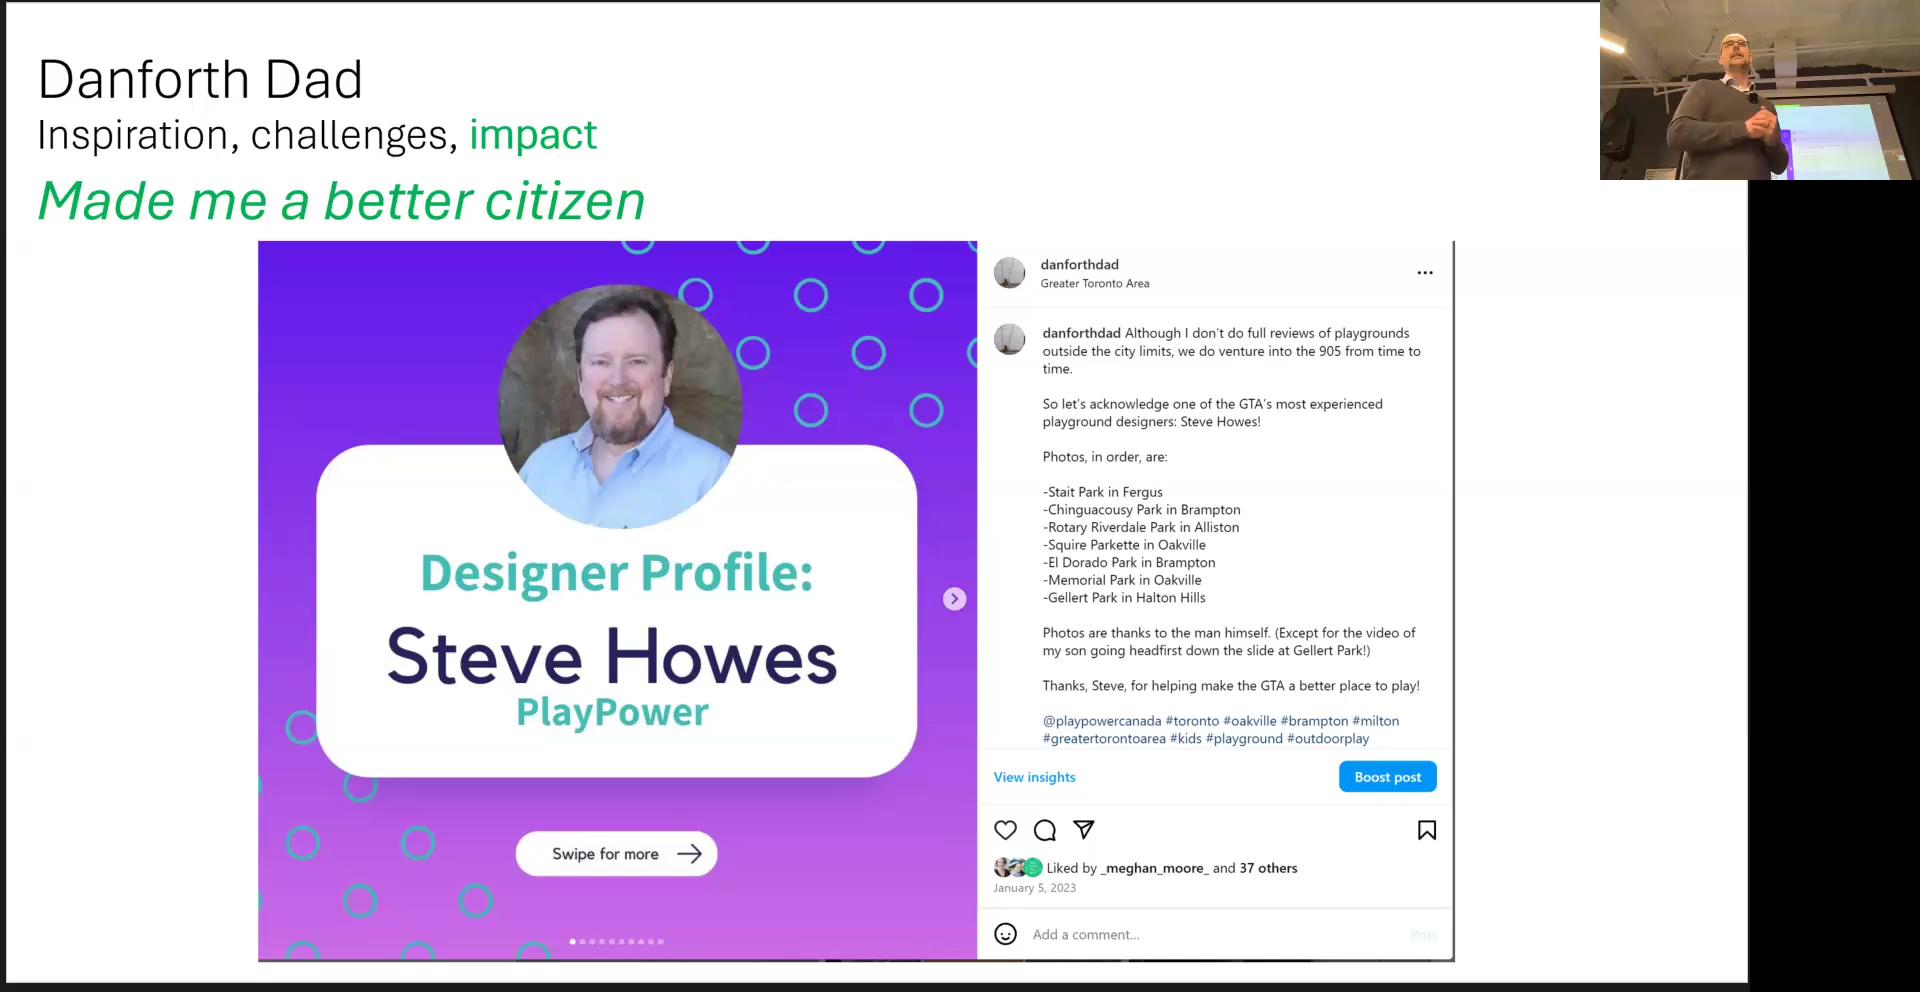 Danforth Dad
Inspiration, challenges, impact
Made me a better citizen
Designer Profile:
Steve Howes
PlayPower
Swipe for more
danforthdad
Greater Toronto Area
danforthdad Although I don't do full reviews of playgrounds
outside the city limits, we do venture into the 905 from time to
time.
So let's acknowledge one of the GTA's most experienced
playground designers: Steve Howes!
Photos, in order, are:
-Stait Park in Fergus
-Chinguacousy Park in Brampton
-Rotary Riverdale Park in Alliston
-Squire Parkette in Oakville
-El Dorado Park in Brampton
-Memorial Park in Oakville
-Gellert Park in Halton Hills
Photos are thanks to the man himself. (Except for the video of
my son going headfirst down the slide at Gellert Park!)
Thanks, Steve, for helping make the GTA a better place to play!
@playpowercanada #toronto #oakville #brampton #milton
#greatertorontoarea #kids #playground #outdoorplay
View insights
Boost post
Liked by _meghan_moore_ and 37 others
January 5, 2023
Add a comment...
Post